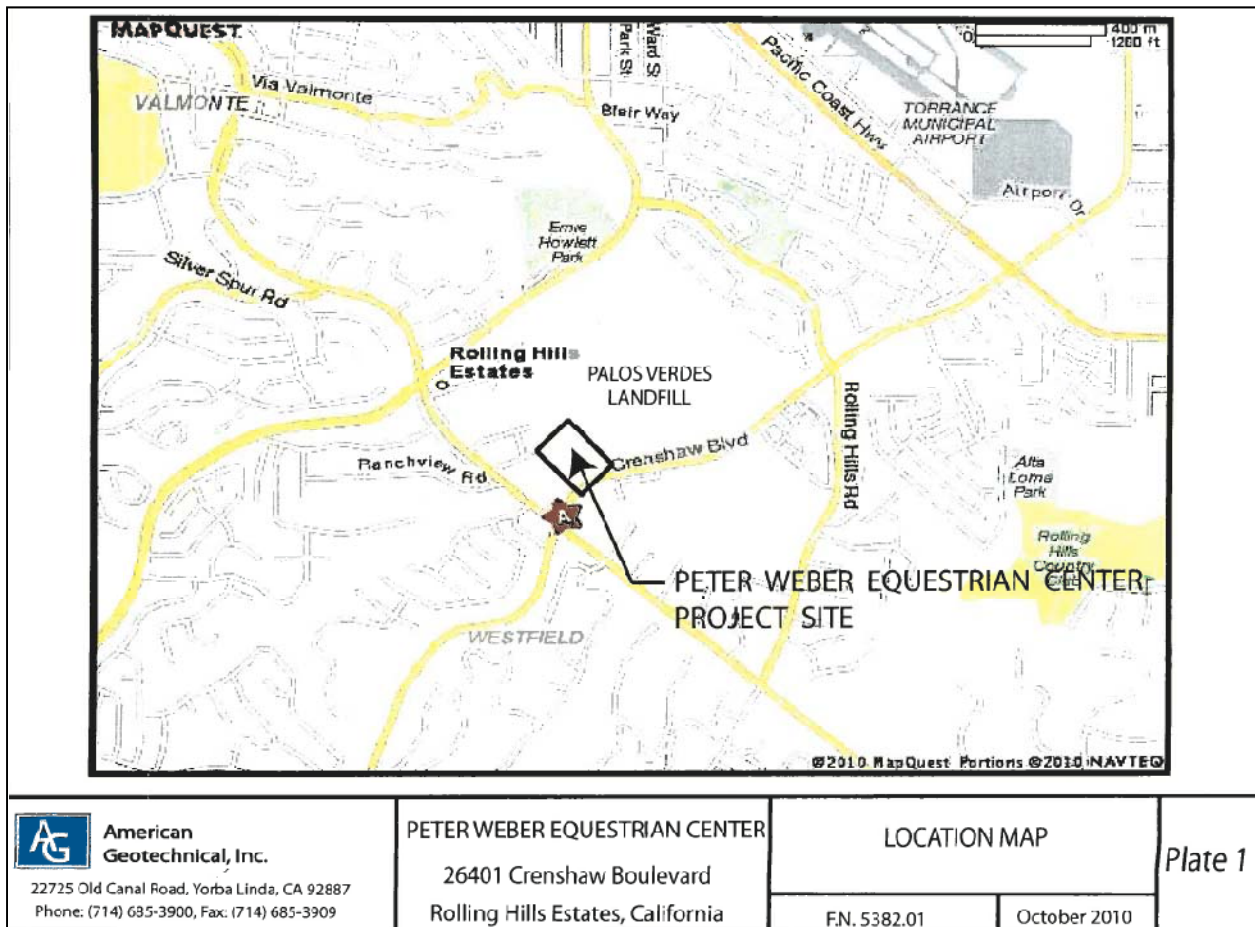 MAPQUEST
400 m
1200 ft
0
Park St
Ward St
Pacific Coast Hwy
Via Valmonte
VALMONTE
Blair Way
TORRANCE
MUNICIPAL
AIRPORT
Airport Dr
Ernie
Howlett
Park
Silver Spur Rd
Rolling Hills
Estates
PALOS VERDES
LANDFILL
Crenshaw Blvd
Ranchview Rd
Rolling Hills Rd
Alta
Loma
Park
A
Rolling
Hills
Country
Club
PETER WEBER EQUESTRIAN CENTER
PROJECT SITE
WESTFIELD
©2010 MapQuest Portions ©2010 NAVTEQ
AG
American
Geotechnical, Inc.
22725 Old Canal Road, Yorba Linda, CA 92887
Phone: (714) 685-3900, Fax: (714) 685-3909
PETER WEBER EQUESTRIAN CENTER
26401 Crenshaw Boulevard
Rolling Hills Estates, California
LOCATION MAP
F.N. 5382.01
October 2010
Plate 1